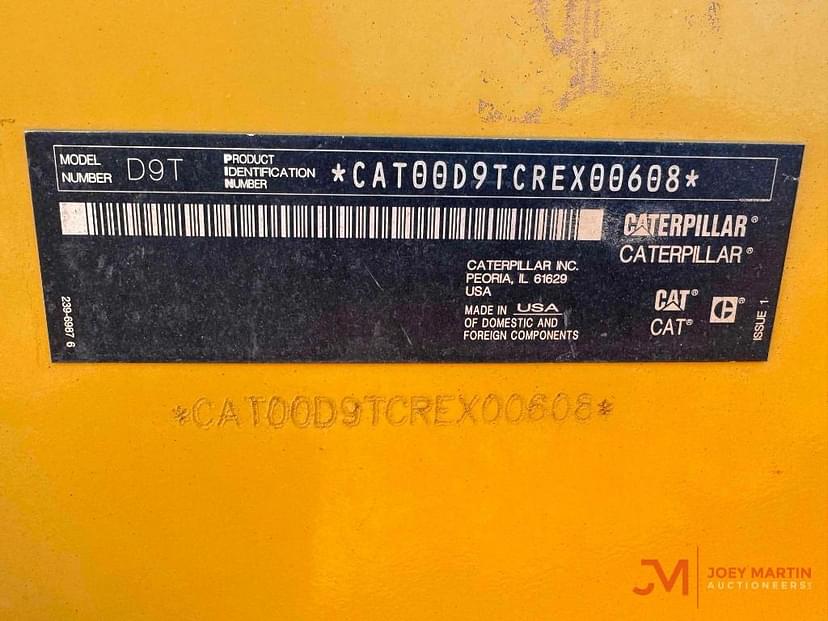 MODEL NUMBER D9T PRODUCT IDENTIFICATION NUMBER *CAT00D9TCREX00608*
CATERPILLAR®
CATERPILLAR®
CATERPILLAR INC.
PEORIA, IL 61629
USA
MADE IN USA
OF DOMESTIC AND
FOREIGN COMPONENTS
CAT®
CAT®
C®
ISSUE 1
239-6987 6
*CAT00D9TCREX00608*
JM JOEY MARTIN
AUCTIONEERS